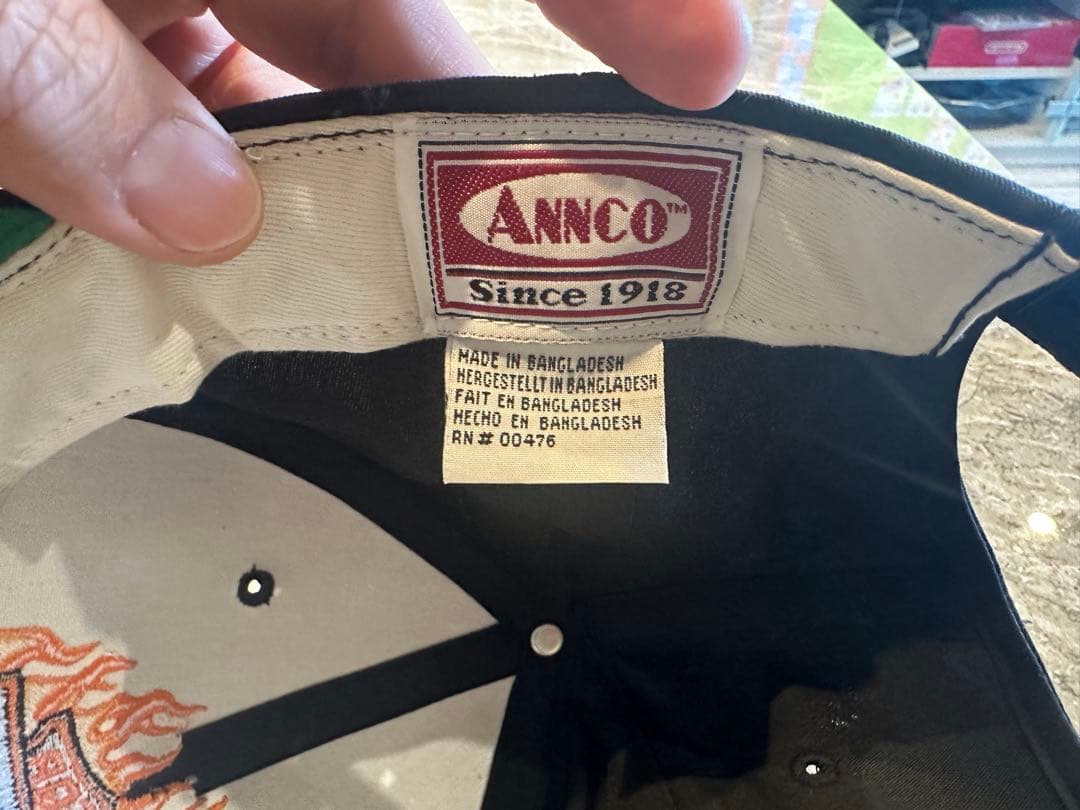 ANNCO™
Since 1918
MADE IN BANGLADESH
HERGESTELLT IN BANGLADESH
FAIT EN BANGLADESH
HECHO EN BANGLADESH
RN # 00476